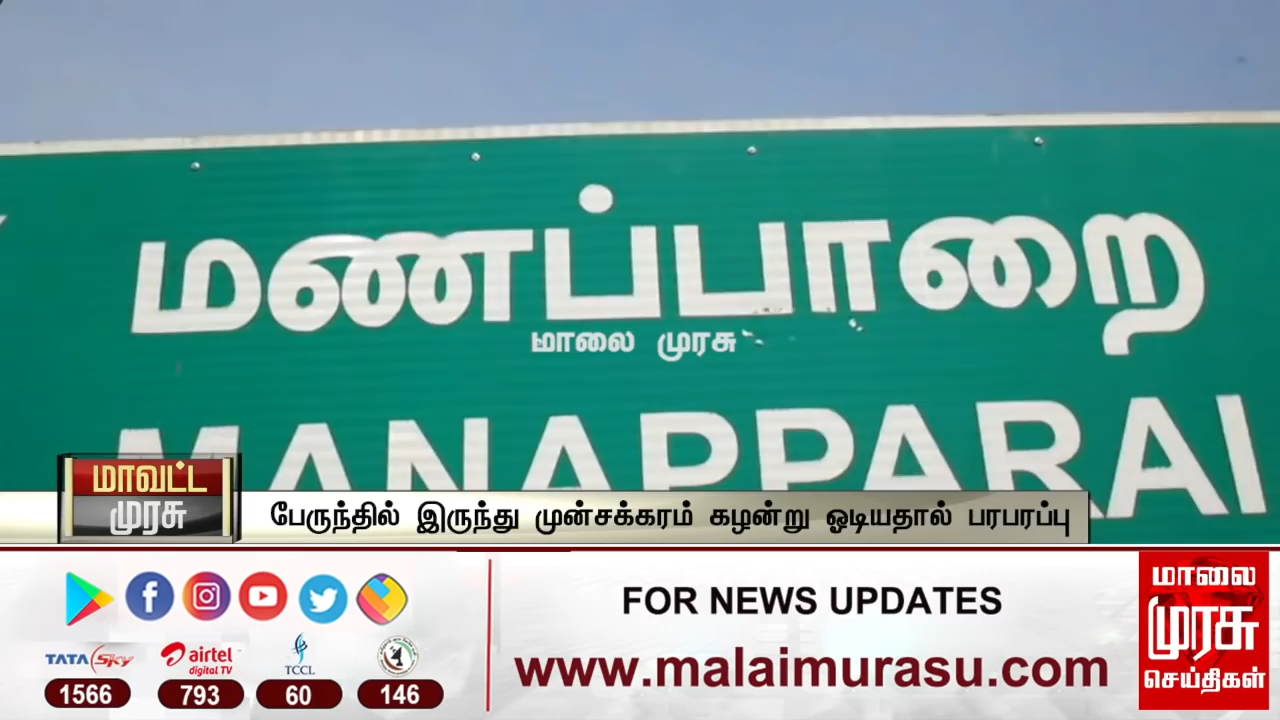 மணப்பாறை
மாலை முரசு
MANAPPARAI
மாவட்ட
முரசு
பேருந்தில் இருந்து முன்சக்கரம் கழன்று ஓடியதால் பரபரப்பு
FOR NEWS UPDATES
www.malaimurasu.com
TATA Sky
1566
airtel
digital TV
793
TCCL
60
146
மாலை
முரசு
செய்திகள்